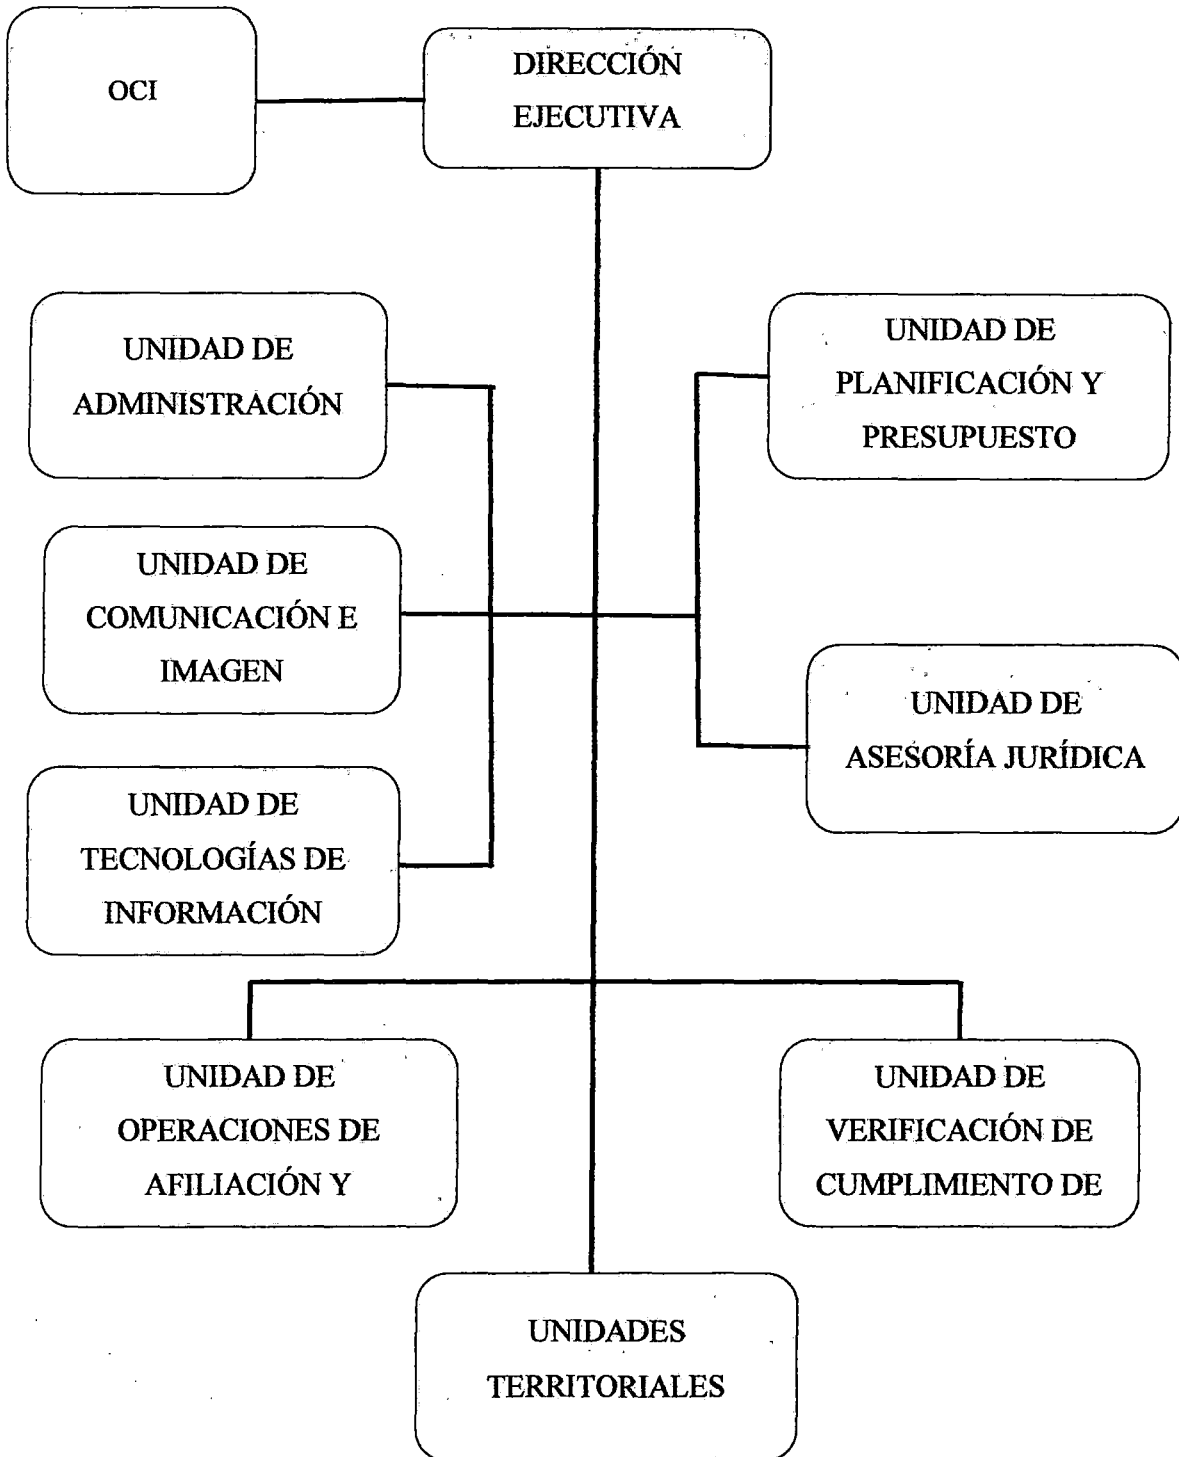 OCI
DIRECCIÓN
EJECUTIVA
UNIDAD DE
ADMINISTRACIÓN
UNIDAD DE
PLANIFICACIÓN Y
PRESUPUESTO
UNIDAD DE
COMUNICACIÓN E
IMAGEN
UNIDAD DE
ASESORÍA JURÍDICA
UNIDAD DE
TECNOLOGÍAS DE
INFORMACIÓN
UNIDAD DE
OPERACIONES DE
AFILIACIÓN Y
UNIDAD DE
VERIFICACIÓN DE
CUMPLIMIENTO DE
UNIDADES
TERRITORIALES